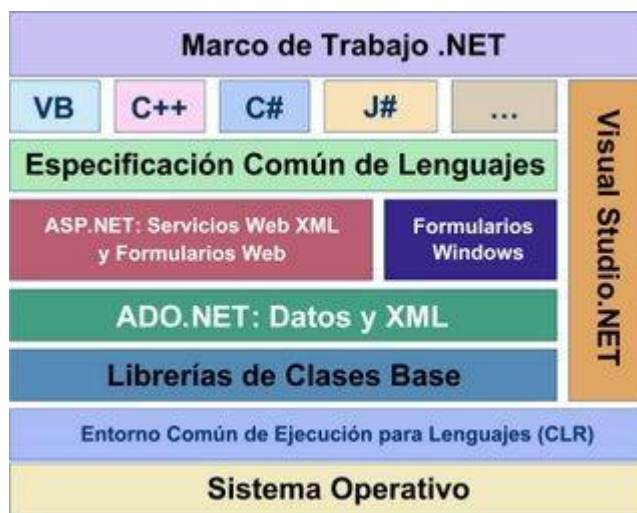 Marco de Trabajo .NET
VB
C++
C#
J#
...
Especificación Común de Lenguajes
ASP.NET: Servicios Web XML
y Formularios Web
Formularios
Windows
ADO.NET: Datos y XML
Librerías de Clases Base
Visual Studio.NET
Entorno Común de Ejecución para Lenguajes (CLR)
Sistema Operativo